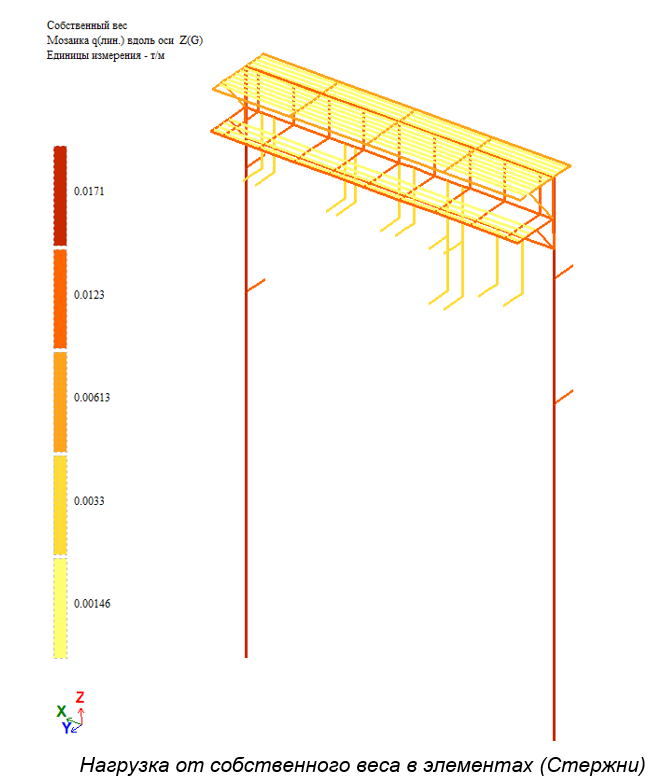 Собственный вес
Мозаика q(лин.) вдоль оси Z(G)
Единицы измерения - т/м
0.0171
0.0123
0.00613
0.0033
0.00146
Z
X
Y
Нагрузка от собственного веса в элементах (Стержни)